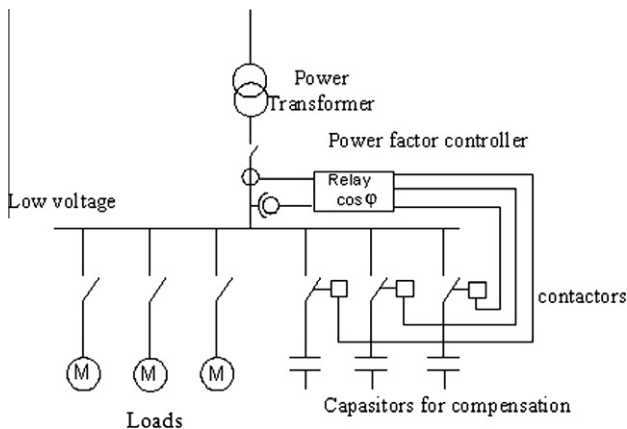 Power
Transformer
Power factor controller
Relay
cos φ
Low voltage
contactors
M M M
Loads
Capasitors for compensation